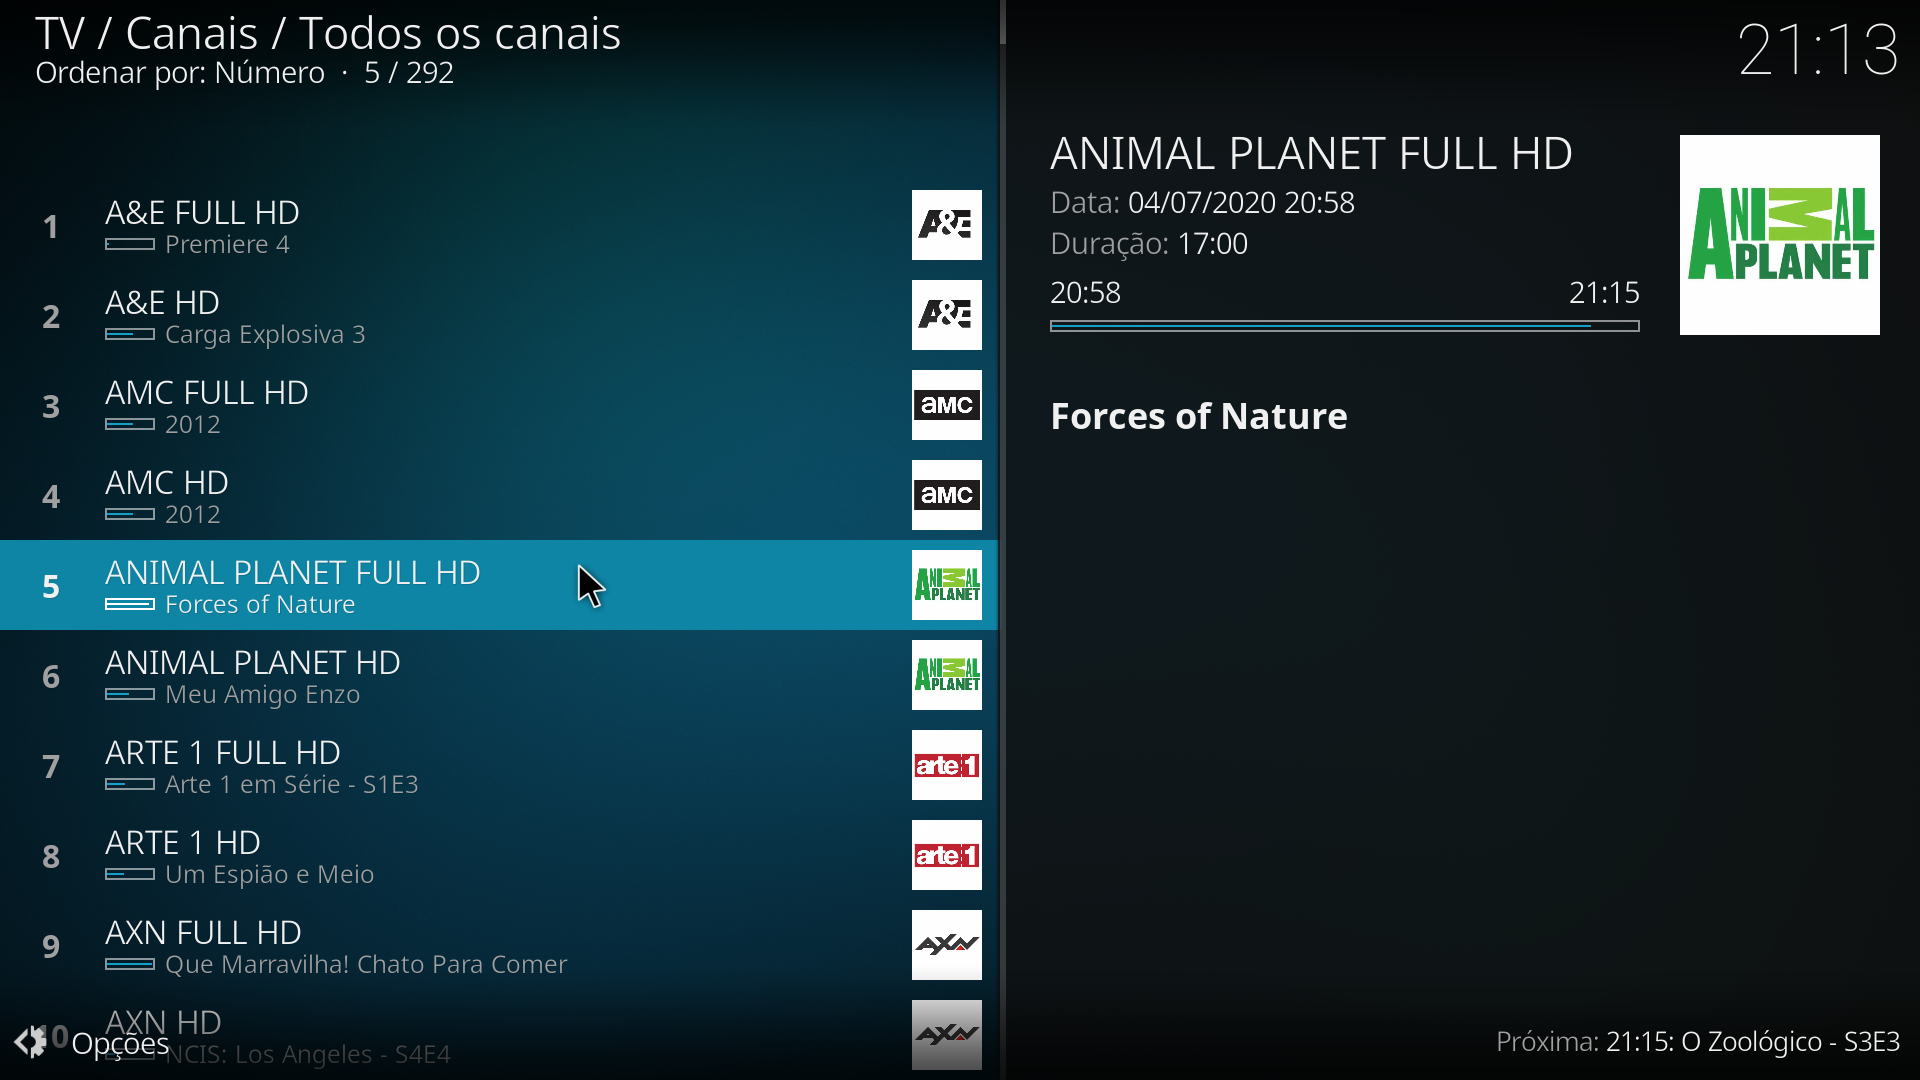 TV / Canais / Todos os canais
Ordenar por: Número · 5 / 292
21:13
1
A&E FULL HD
Premiere 4
A&E
2
A&E HD
Carga Explosiva 3
A&E
3
AMC FULL HD
2012
aMC
4
AMC HD
2012
aMC
5
ANIMAL PLANET FULL HD
Forces of Nature
ANIMAL
PLANET
6
ANIMAL PLANET HD
Meu Amigo Enzo
ANIMAL
PLANET
7
ARTE 1 FULL HD
Arte 1 em Série - S1E3
arte1
8
ARTE 1 HD
Um Espião e Meio
arte1
9
AXN FULL HD
Que Marravilha! Chato Para Comer
AXN
10
AXN HD
NCIS: Los Angeles - S4E4
AXN
Opções
ANIMAL PLANET FULL HD
Data: 04/07/2020 20:58
Duração: 17:00
20:58
21:15
ANIMAL
PLANET
Forces of Nature
Próxima: 21:15: O Zoológico - S3E3